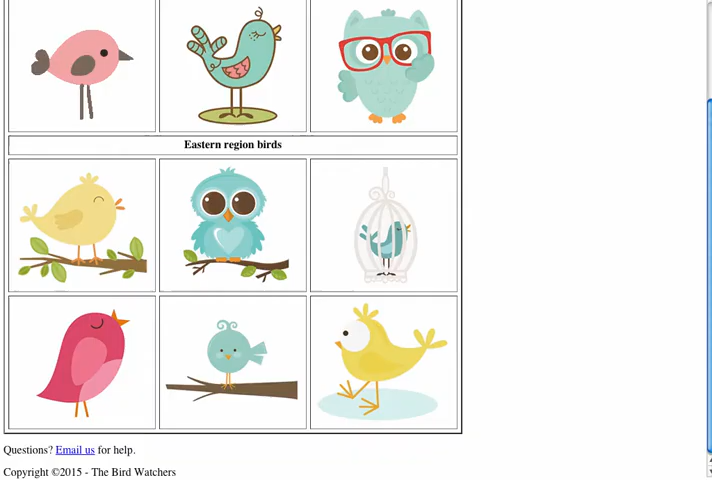 Eastern region birds
Questions? Email us for help.
Copyright ©2015 - The Bird Watchers